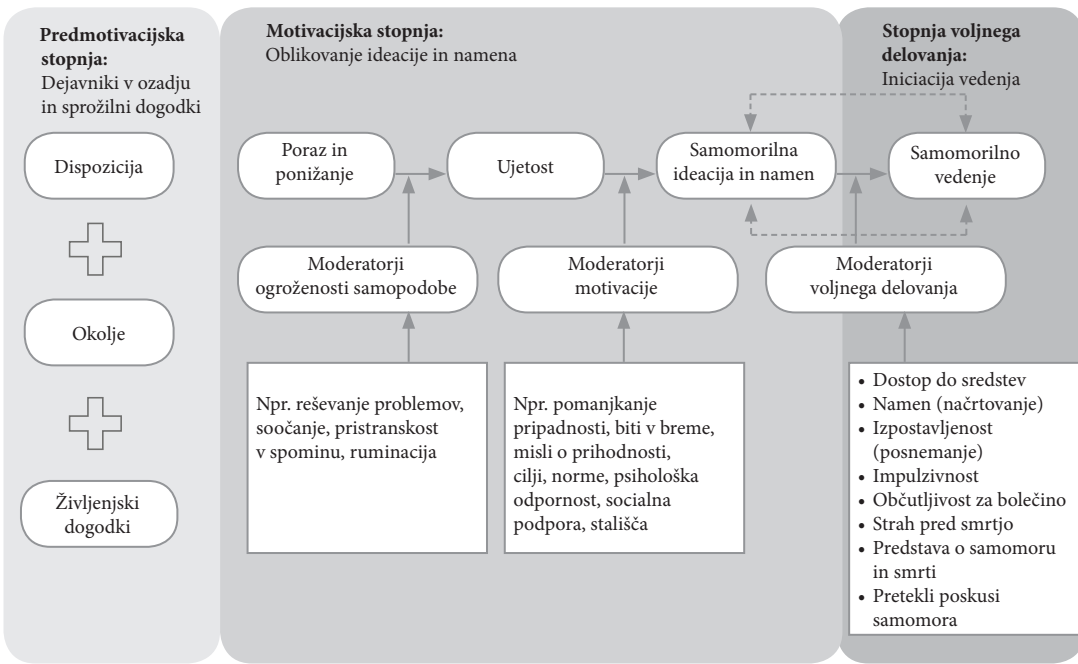 Predmotivacijska
stopnja:
Dejavniki v ozadju
in sprožilni dogodki
Dispozicija
Okolje
Življenjski
dogodki
Motivacijska stopnja:
Oblikovanje ideacije in namena
Poraz in
ponižanje
Ujetost
Samomorilna
ideacija in namen
Moderatorji
ogroženosti samopodobe
Moderatorji
motivacije
Npr. reševanje problemov,
soočanje, pristranskost
v spominu, ruminacija
Npr. pomanjkanje
pripadnosti, biti v breme,
misli o prihodnosti,
cilji, norme, psihološka
odpornost, socialna
podpora, stališča
Stopnja voljnega
delovanja:
Iniciacija vedenja
Samomorilno
vedenje
Moderatorji
voljnega delovanja
• Dostop do sredstev
• Namen (načrtovanje)
• Izpostavljenost
(posnemanje)
• Impulzivnost
• Občutljivost za bolečino
• Strah pred smrtjo
• Predstava o samomoru
in smrti
• Pretekli poskusi
samomora